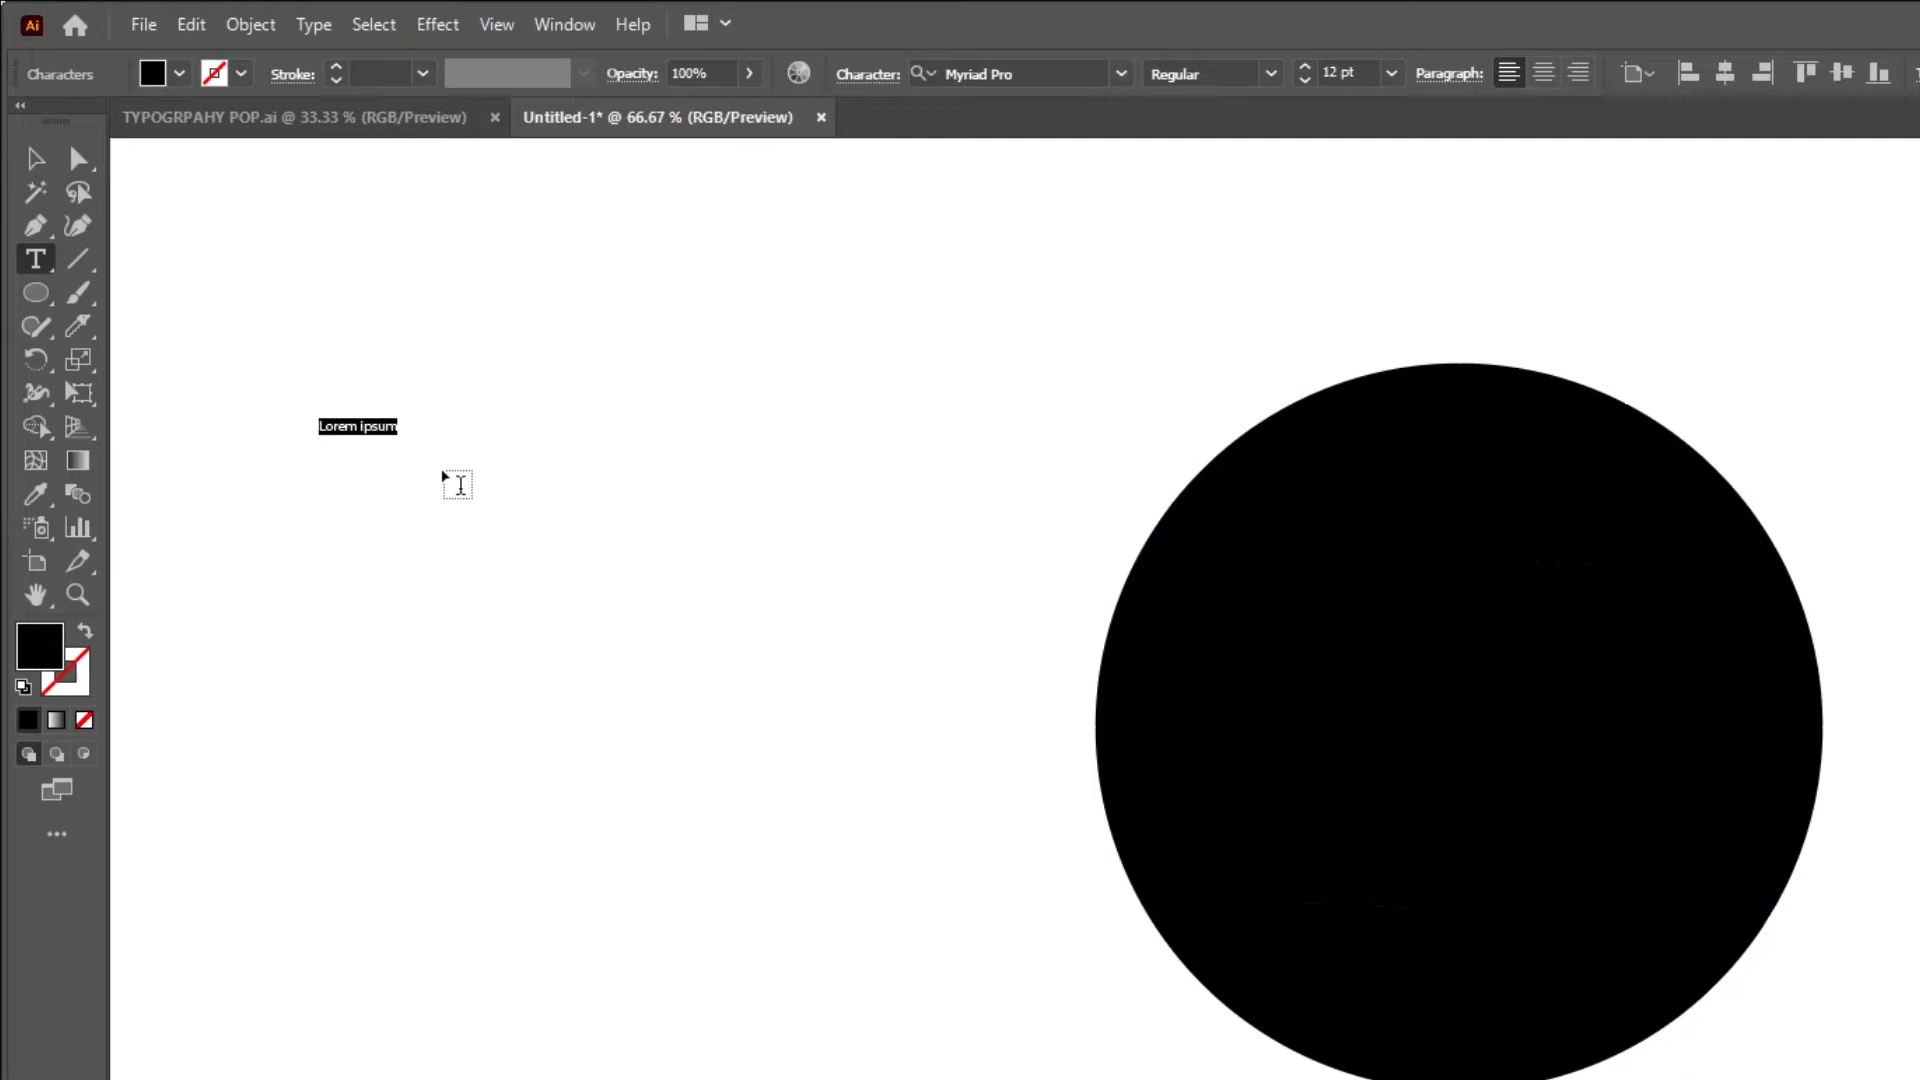 Ai File Edit Object Type Select Effect View Window Help
Characters Stroke: Opacity: 100% Character: Myriad Pro Regular 12 pt Paragraph:
TYPOGRPAHY POP.ai @ 33.33 % (RGB/Preview) × Untitled-1* @ 66.67 % (RGB/Preview) ×
Lorem ipsum